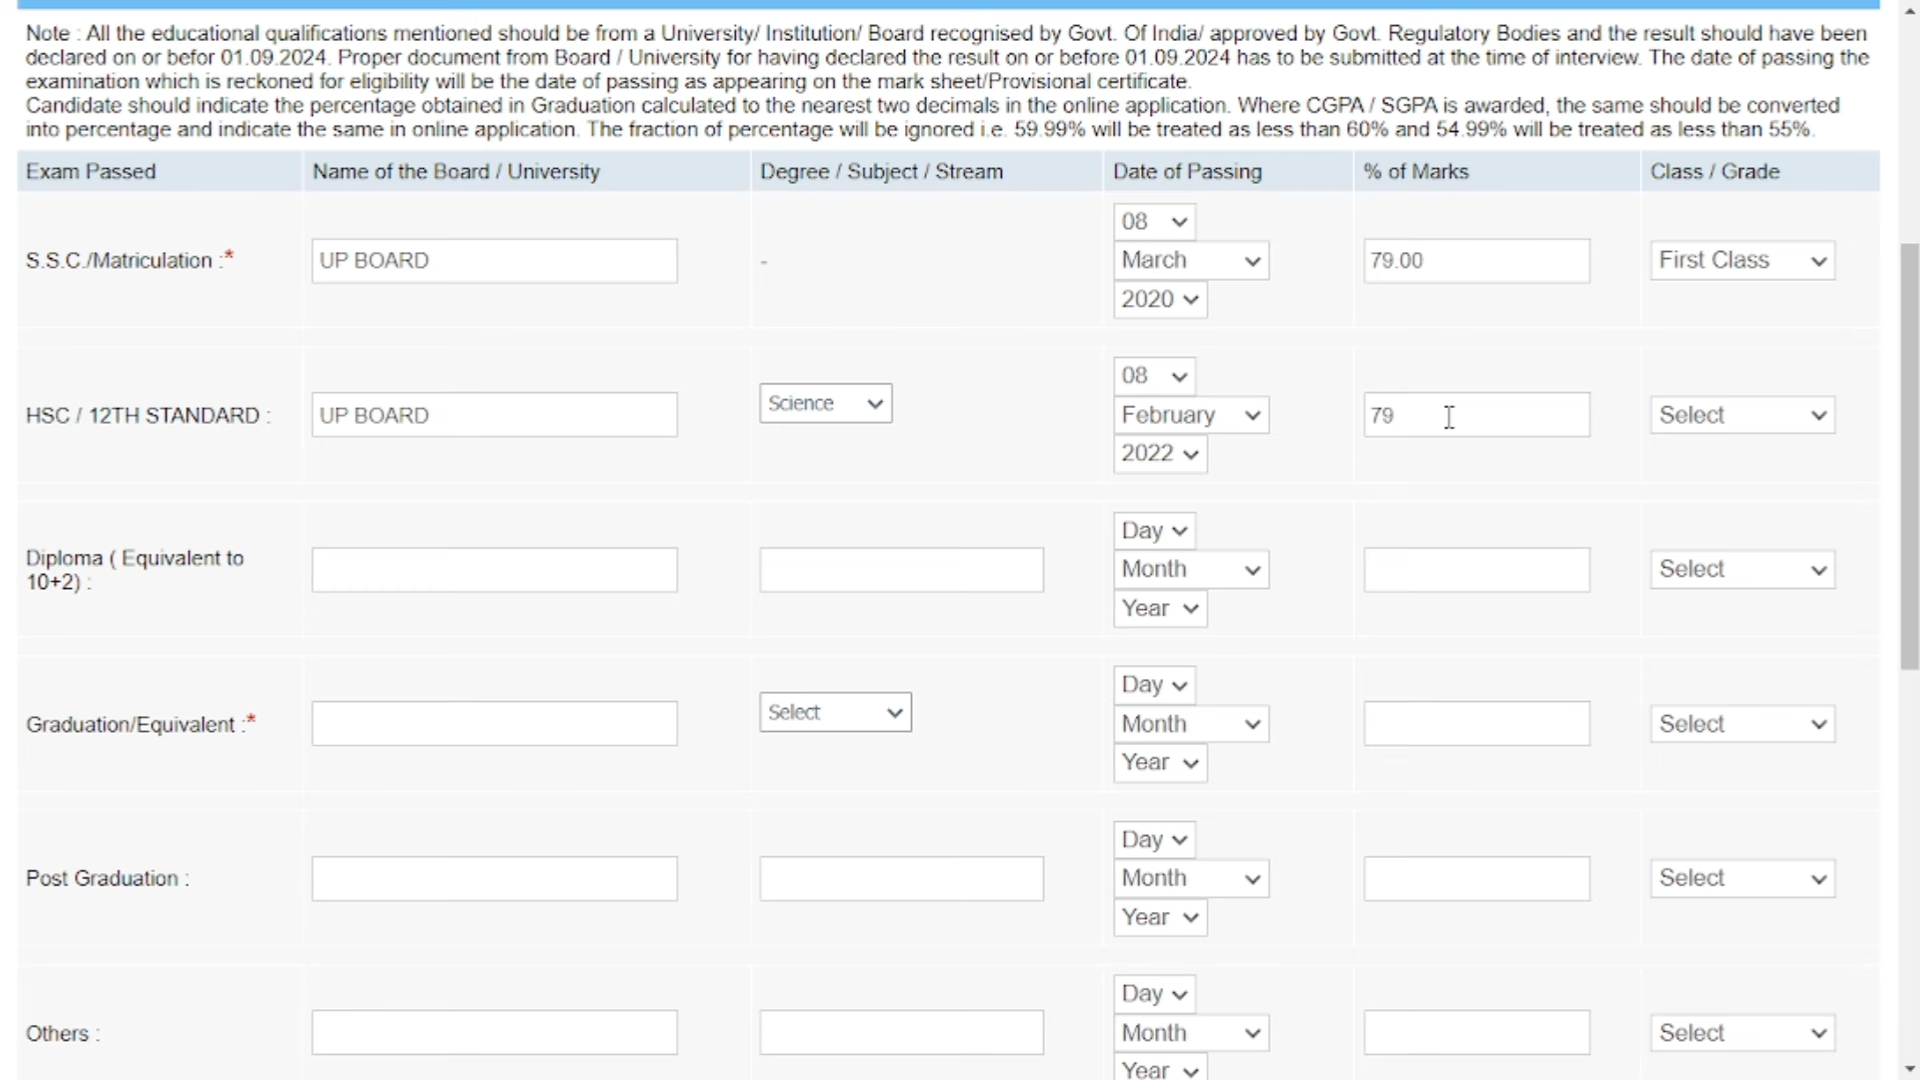 Note : All the educational qualifications mentioned should be from a University/ Institution/ Board recognised by Govt. Of India/ approved by Govt. Regulatory Bodies and the result should have been
declared on or befor 01.09.2024. Proper document from Board / University for having declared the result on or before 01.09.2024 has to be submitted at the time of interview. The date of passing the
examination which is reckoned for eligibility will be the date of passing as appearing on the mark sheet/Provisional certificate.
Candidate should indicate the percentage obtained in Graduation calculated to the nearest two decimals in the online application. Where CGPA / SGPA is awarded, the same should be converted
into percentage and indicate the same in online application. The fraction of percentage will be ignored i.e. 59.99% will be treated as less than 60% and 54.99% will be treated as less than 55%.
Exam Passed Name of the Board / University Degree / Subject / Stream Date of Passing % of Marks Class / Grade
08
S.S.C./Matriculation :* UP BOARD - March 79.00 First Class
2020
08
Science
HSC / 12TH STANDARD : UP BOARD February 79 Select
2022
Day
Diploma ( Equivalent to
10+2) :
Month Select
Year
Day
Select
Graduation/Equivalent :* Month Select
Year
Day
Post Graduation : Month Select
Year
Day
Others : Month Select
Year